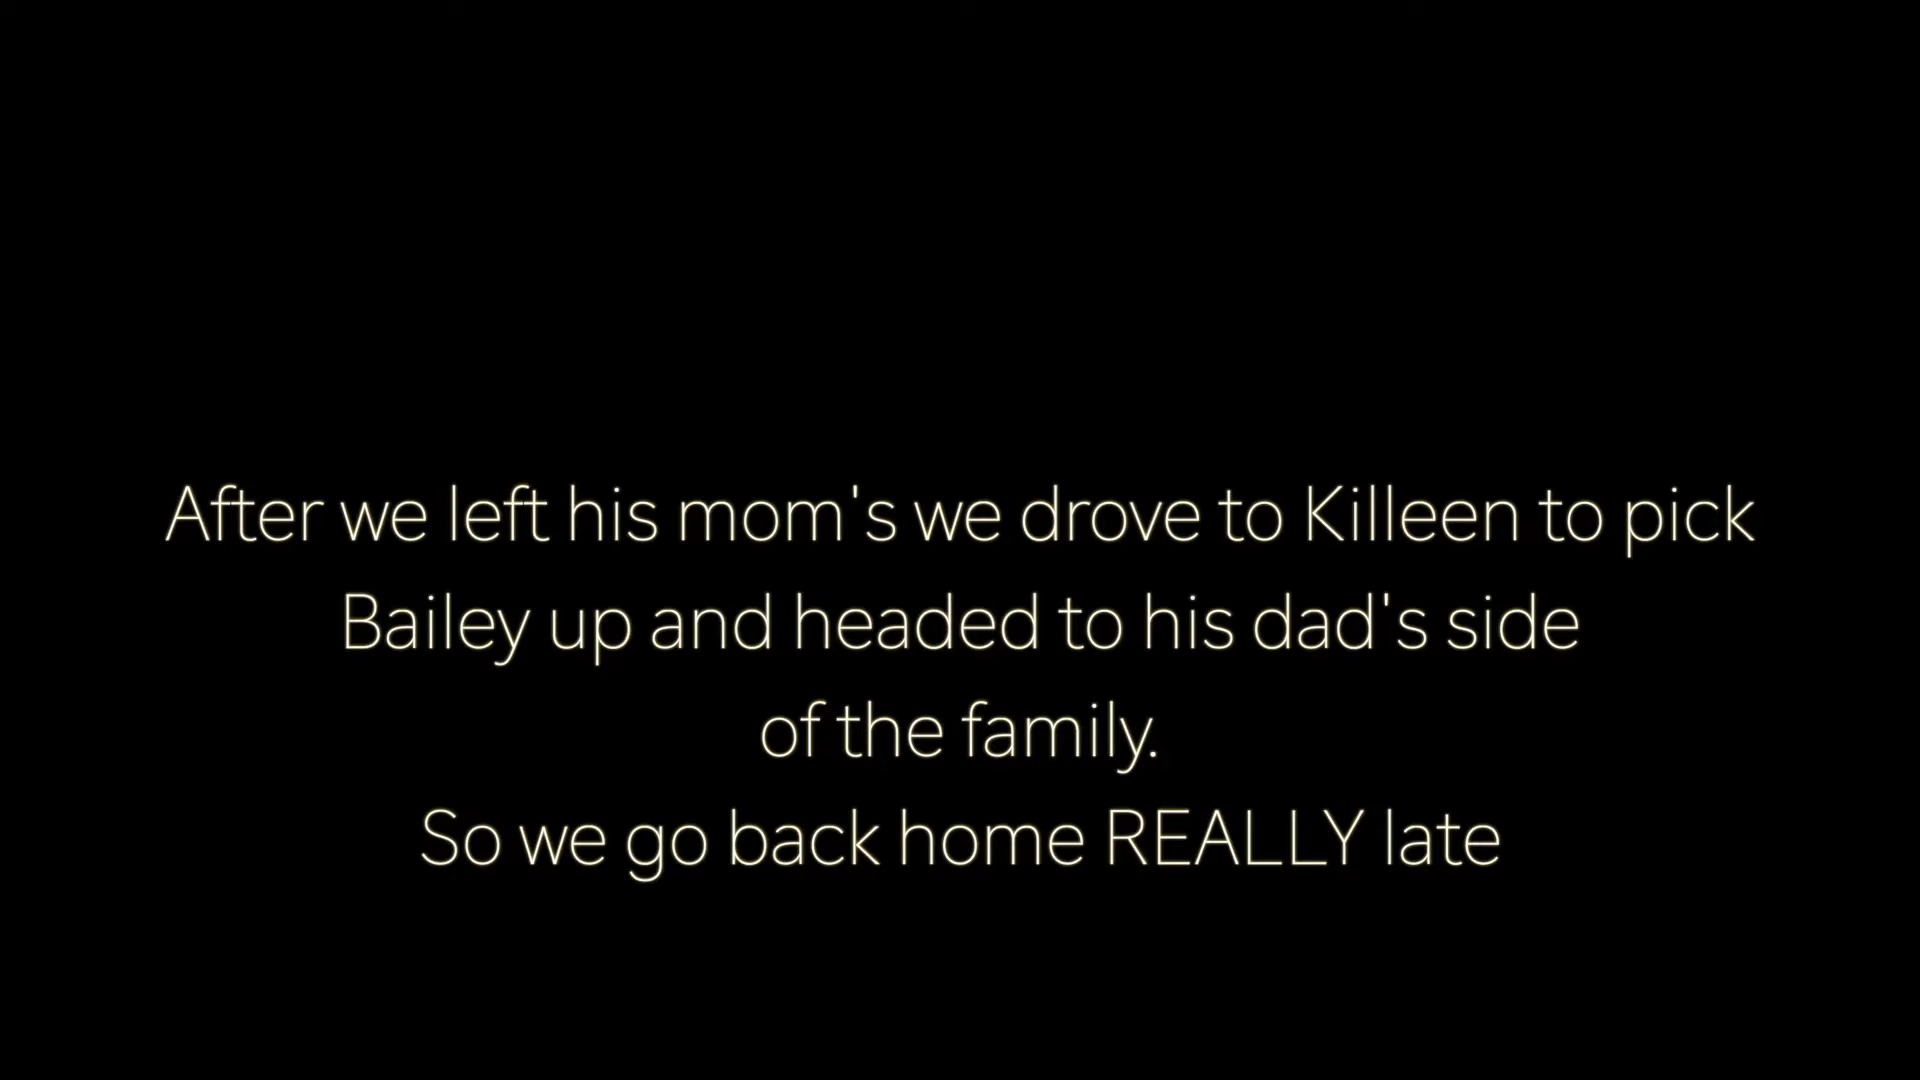 After we left his mom's we drove to Killeen to pick
Bailey up and headed to his dad's side
of the family.
So we go back home REALLY late